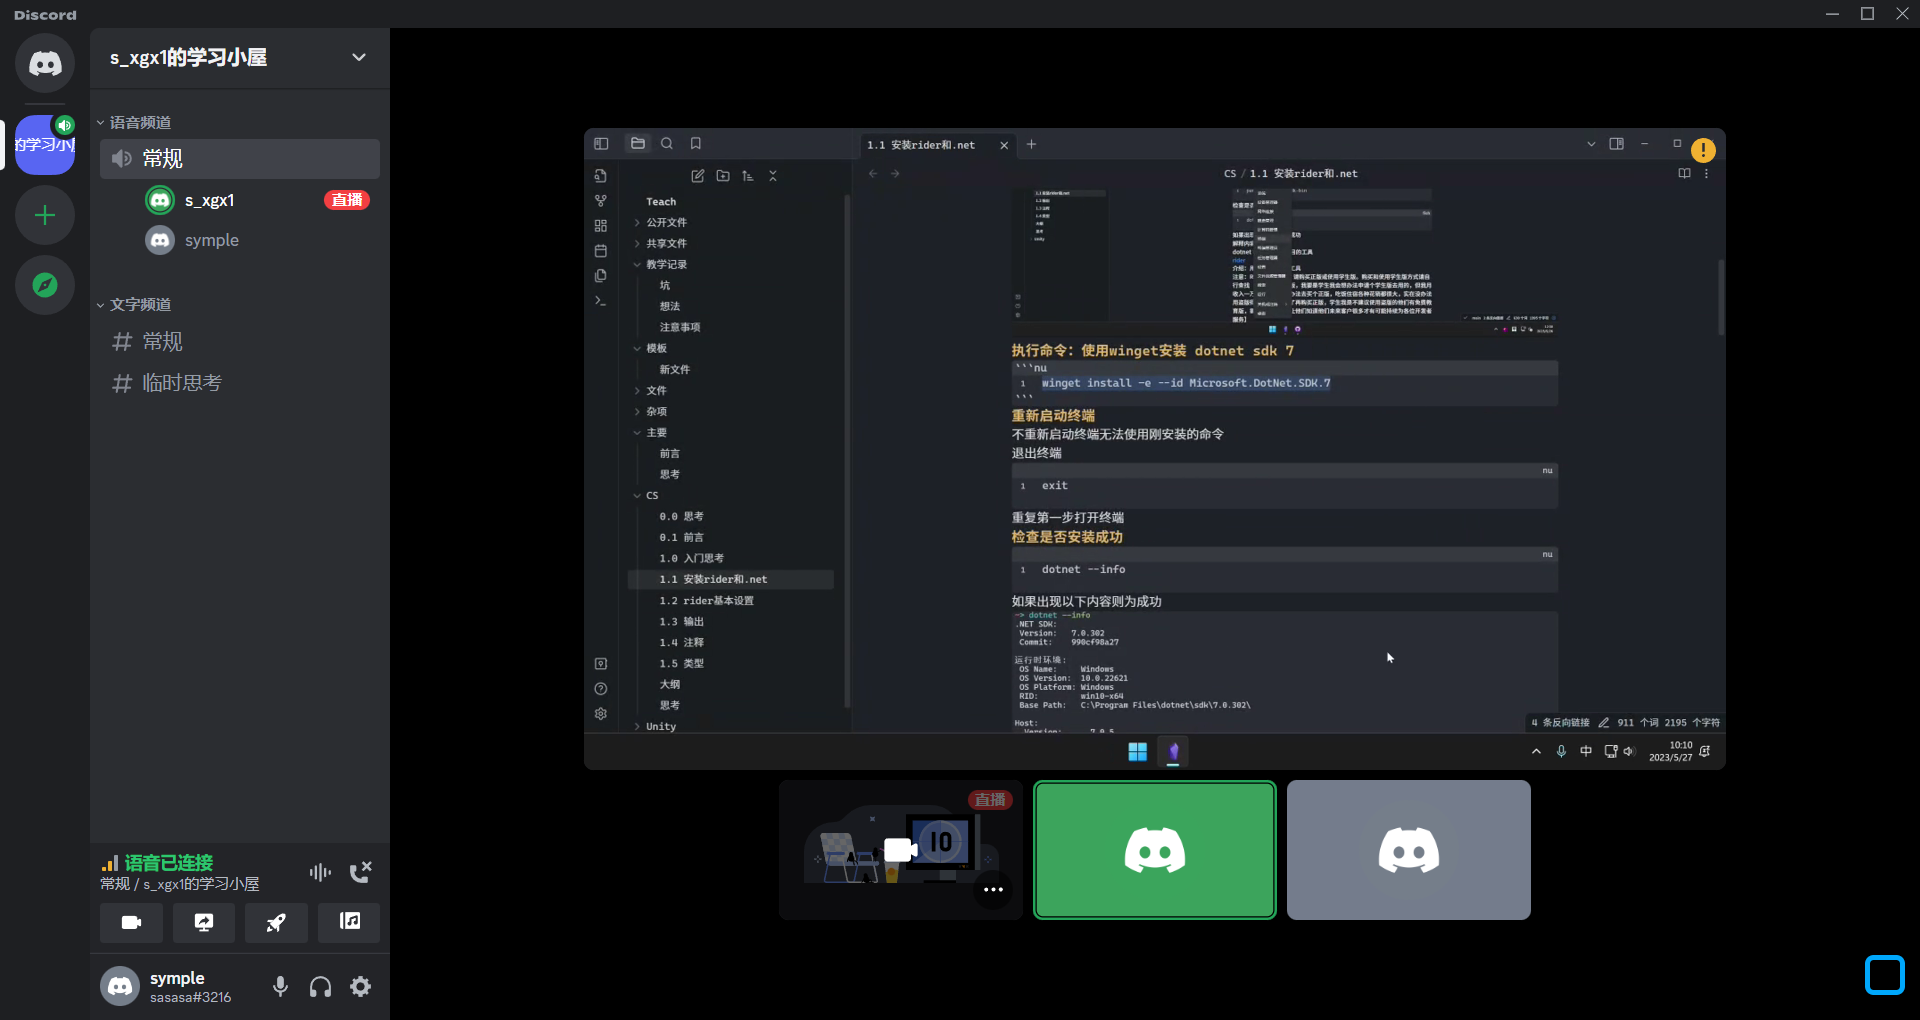 Discord
s_xgx1的学习小屋
的学习小
语音频道
常规
s_xgx1
直播
symple
文字频道
常规
临时思考
语音已连接
常规 / s_xgx1的学习小屋
symple
sasasa#3216
Teach
公开文件
共享文件
教学记录
坑
想法
注意事项
模板
新文件
文件
杂项
主要
前言
思考
CS
0.0 思考
0.1 前言
1.0 入门思考
1.1 安装rider和.net
1.2 rider基本设置
1.3 输出
1.4 注释
1.5 类型
大纲
思考
Unity
1.1 安装rider和.net
CS / 1.1 安装rider和.net
执行命令: 使用winget安装 dotnet sdk 7
```nu
1 winget install -e --id Microsoft.DotNet.SDK.7
```
重新启动终端
不重新启动终端无法使用刚安装的命令
退出终端
nu
1 exit
重复第一步打开终端
检查是否安装成功
nu
1 dotnet --info
如果出现以下内容则为成功
~> dotnet --info
.NET SDK:
Version: 7.0.302
Commit: 990cf98a27
运行时环境:
OS Name: Windows
OS Version: 10.0.22621
OS Platform: Windows
RID: win10-x64
Base Path: C:\Program Files\dotnet\sdk\7.0.302\
Host:
Version: 7.0.5
4 条反向链接 911 个词 2195 个字符
中
10:10
2023/5/27
直播
10